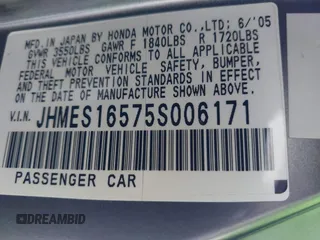 MFD. IN JAPAN BY HONDA MOTOR CO.,LTD.; 6/'05
GVWR 3550LBS GAWR F 1840LBS R 1720LBS
THIS VEHICLE CONFORMS TO ALL APPLICABLE
FEDERAL MOTOR VEHICLE SAFETY, BUMPER,
AND THEFT PREVENTION STANDARDS IN EFFECT
ON THE DATE OF MANUFACTURE SHOWN ABOVE.
V.I.N. JHMES16575S006171
PASSENGER CAR
DREAMBID